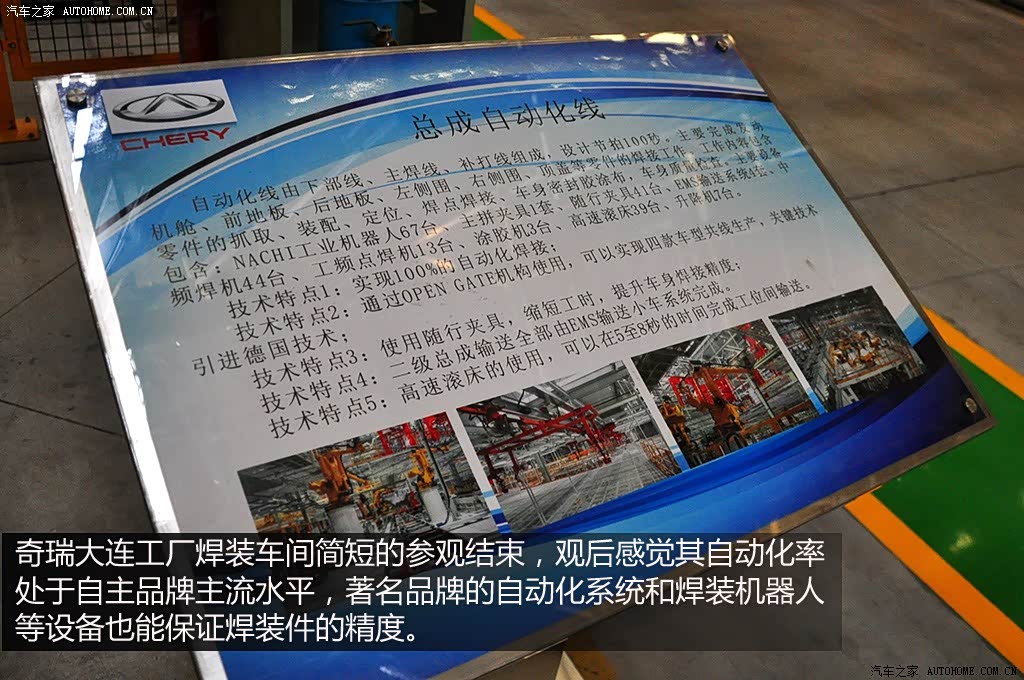 汽车之家 AUTOHOME.COM.CN
CHERY
总成自动化线
自动化线由下部线、主焊线、补打线组成，设计节拍100秒。主要完成发动
机舱、前地板、后地板、左侧围、右侧围、顶盖等零件的焊接工作。工作内容包含
零件的抓取、装配、定位、焊点焊接、车身密封胶涂布、车身质量检查。主要设备
包含：NACHI工业机器人67台、主拼夹具1套、随行夹具41台、EMS输送系统4套、中
频焊机44台、工频点焊机13台、涂胶机3台、高速滚床39台、升降机7台。
技术特点1：实现100%的自动化焊接；
技术特点2：通过OPEN GATE机构使用，可以实现四款车型共线生产，关键技术
引进德国技术；
技术特点3：使用随行夹具，缩短工时，提升车身焊接精度；
技术特点4：二级总成输送全部由EMS输送小车系统完成。
技术特点5：高速滚床的使用，可以在5至8秒的时间完成工位间输送。
奇瑞大连工厂焊装车间简短的参观结束，观后感觉其自动化率
处于自主品牌主流水平，著名品牌的自动化系统和焊装机器人
等设备也能保证焊装件的精度。
汽车之家 AUTOHOME.COM.CN